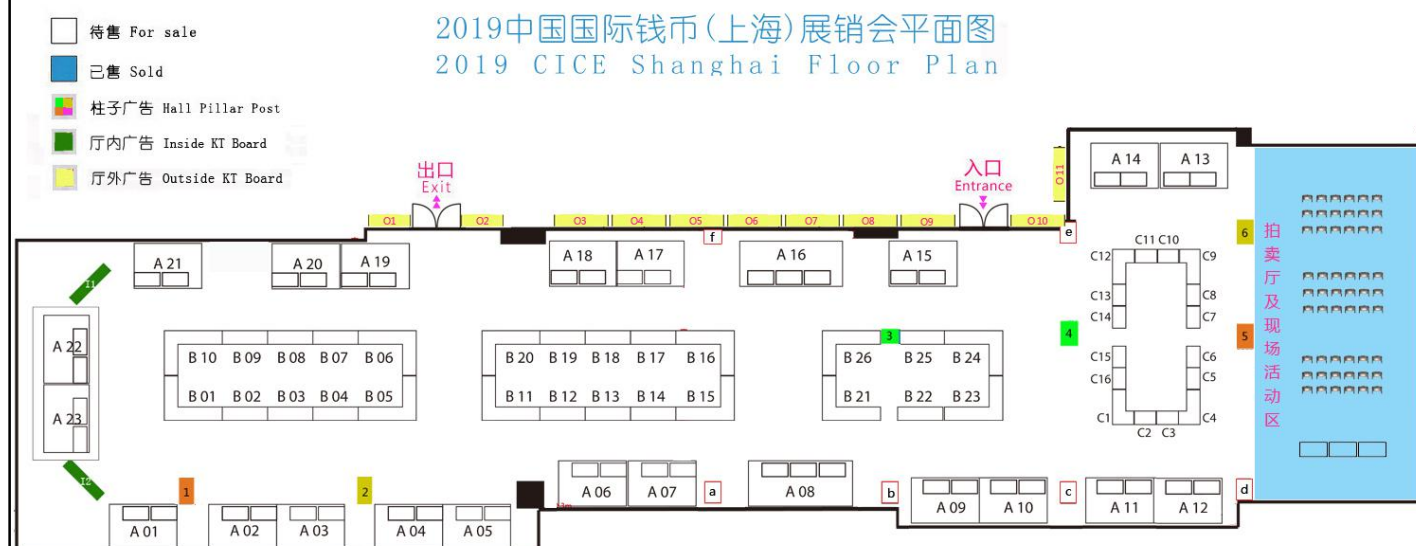 2019中国国际钱币(上海)展销会平面图
2019 CICE Shanghai Floor Plan
待售 For sale
已售 Sold
柱子广告 Hall Pillar Post
厅内广告 Inside KT Board
厅外广告 Outside KT Board
出口
Exit
入口
Entrance
O1 O2 O3 O4 O5 O6 O7 O8 O9 O10
O11
A 14 A 13
f e
6
A 21 A 20 A 19 A 18 A 17 A 16 A 15
C12 C11 C10 C9
I1
C13 C8
C14 C7
3 4 5
A 22
B 10 B 09 B 08 B 07 B 06 B 20 B 19 B 18 B 17 B 16 B 26 B 25 B 24
C15 C6
C16 C5
B 01 B 02 B 03 B 04 B 05 B 11 B 12 B 13 B 14 B 15 B 21 B 22 B 23
A 23
C1 C2 C3 C4
拍卖厅及现场活动区
I2
1 2
a b c d
A 06 A 07 A 08 A 09 A 10 A 11 A 12
A 01 A 02 A 03 A 04 A 05